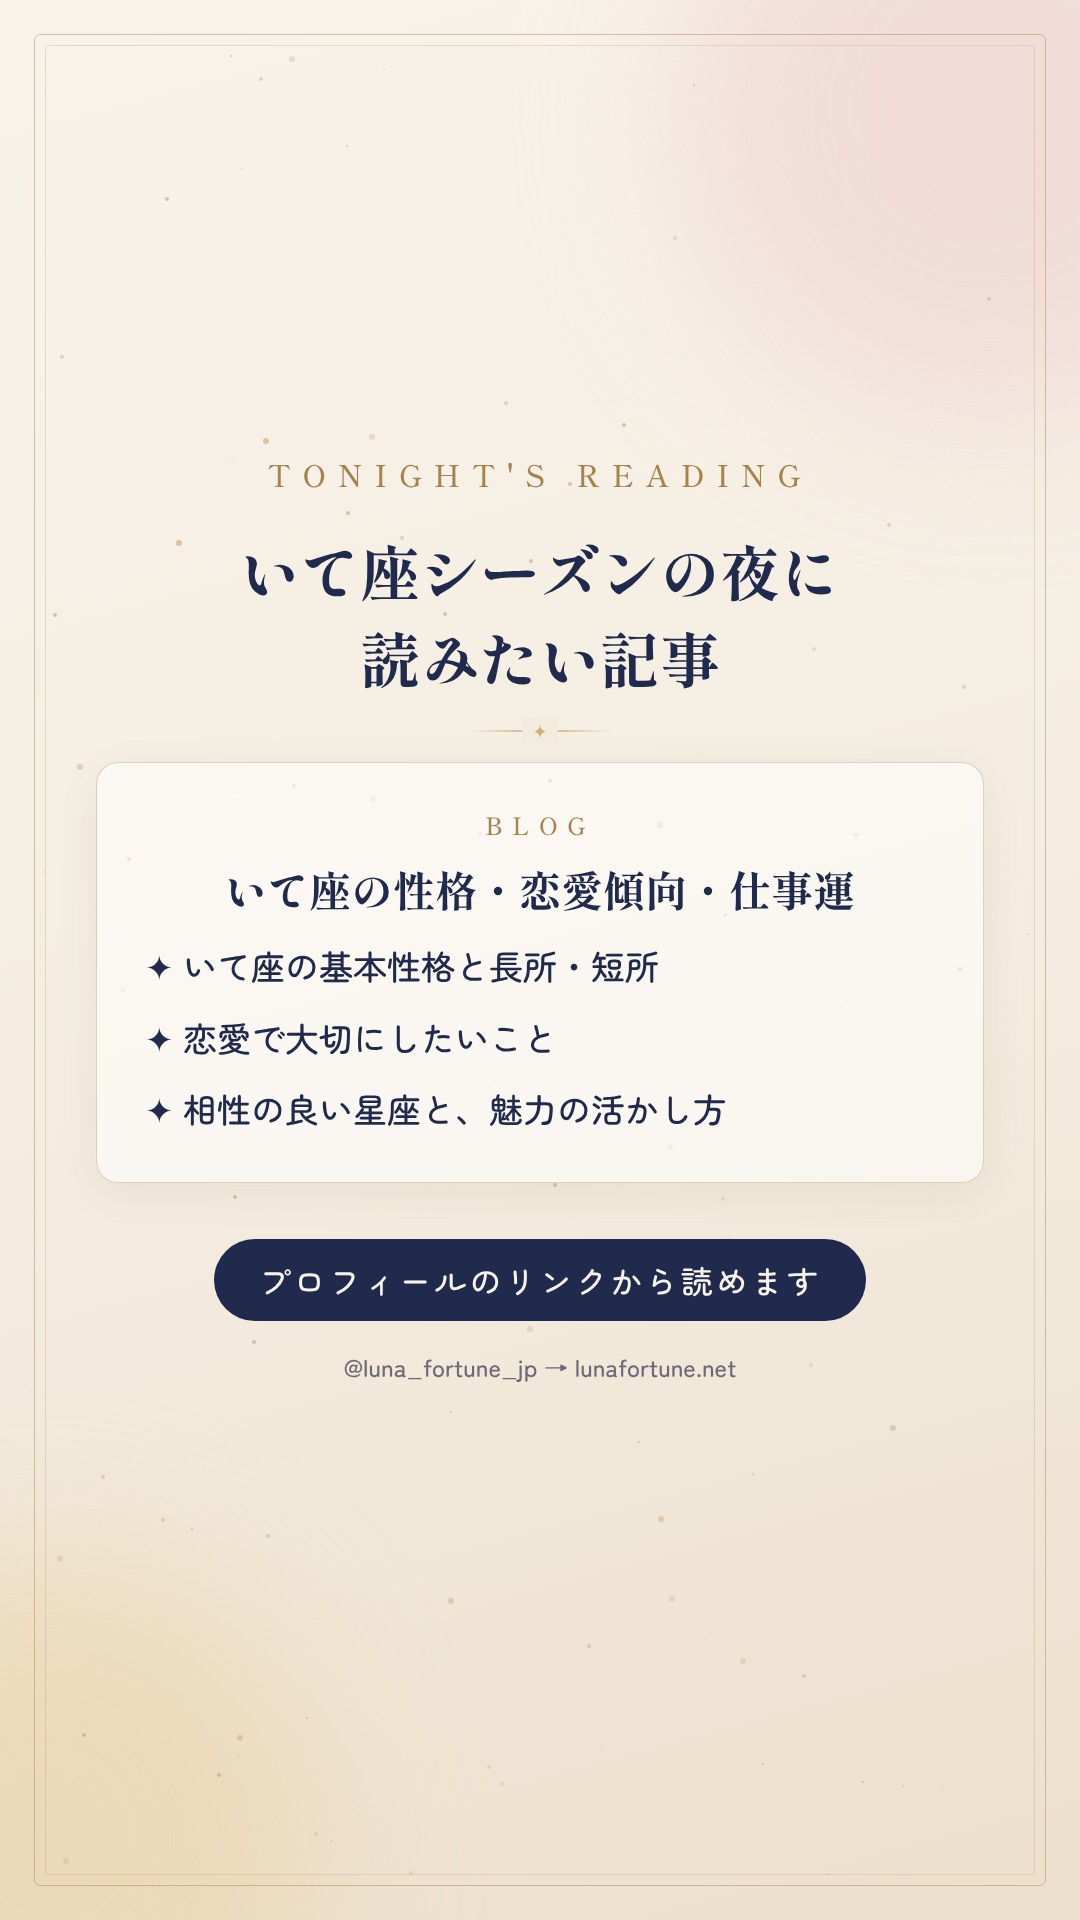 TONIGHT'S READING
いて座シーズンの夜に
読みたい記事
✦
BLOG
いて座の性格・恋愛傾向・仕事運
✦ いて座の基本性格と長所・短所
✦ 恋愛で大切にしたいこと
✦ 相性の良い星座と、魅力の活かし方
プロフィールのリンクから読めます
@luna_fortune_jp → lunafortune.net